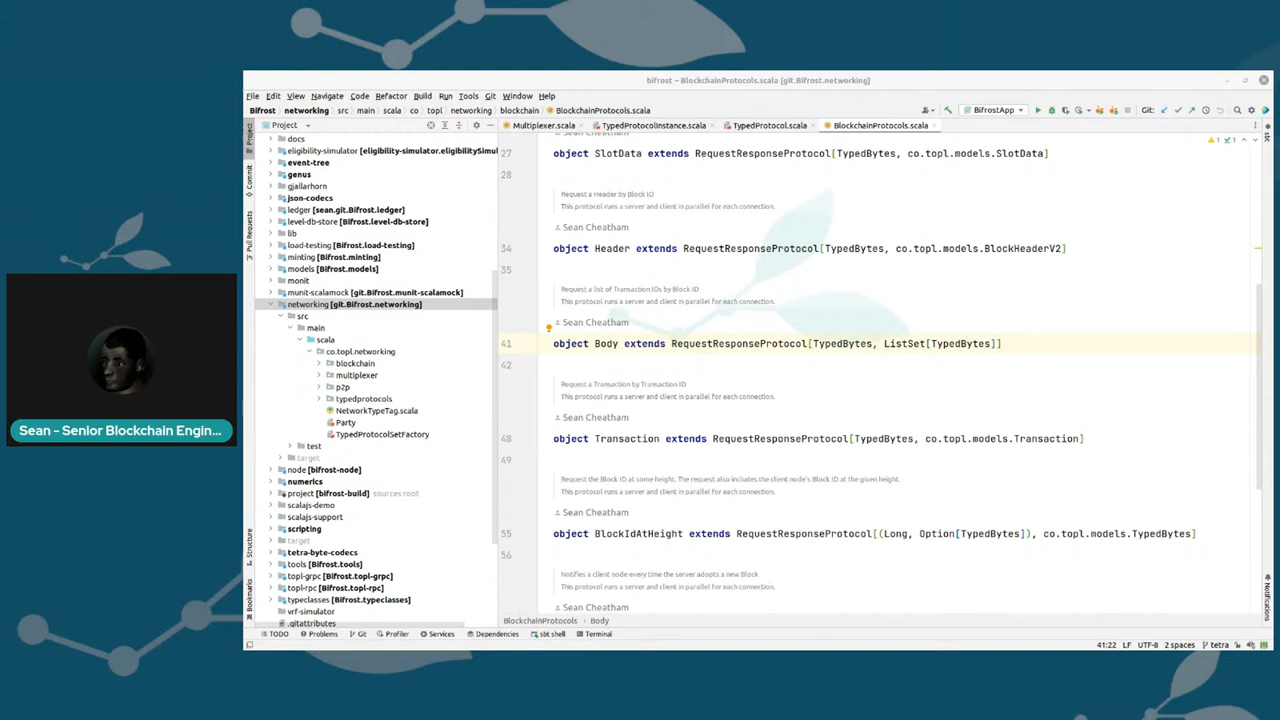 bifrost – BlockchainProtocols.scala [git.Bifrost.networking]
File Edit View Navigate Code Refactor Build Run Tools Git Window Help
Bifrost networking src main scala co topl networking blockchain BlockchainProtocols.scala
BifrostApp
Git:
Project
Multiplexer.scala TypedProtocolInstance.scala TypedProtocol.scala BlockchainProtocols.scala
Project
Commit
Pull Requests
Structure
Bookmarks
sbt
Notifications
docs
eligibility-simulator [eligibility-simulator.eligibilitySimu
event-tree
genus
gjallarhorn
json-codecs
ledger [sean.git.Bifrost.ledger]
level-db-store [Bifrost.level-db-store]
lib
load-testing [Bifrost.load-testing]
minting [Bifrost.minting]
models [Bifrost.models]
monit
munit-scalamock [git.Bifrost.munit-scalamock]
networking [git.Bifrost.networking]
src
main
scala
co.topl.networking
blockchain
multiplexer
p2p
typedprotocols
NetworkTypeTag.scala
Party
TypedProtocolSetFactory
test
target
node [bifrost-node]
numerics
project [bifrost-build] sources root
scalajs-demo
scalajs-support
scripting
target
tetra-byte-codecs
tools [Bifrost.tools]
topl-grpc [Bifrost.topl-grpc]
topl-rpc [Bifrost.topl-rpc]
typeclasses [Bifrost.typeclasses]
vrf-simulator
.gitattributes
Sean Cheatham
1 1
27 object SlotData extends RequestResponseProtocol[TypedBytes, co.topl.models.SlotData]
28
Request a Header by Block ID
This protocol runs a server and client in parallel for each connection.
Sean Cheatham
34 object Header extends RequestResponseProtocol[TypedBytes, co.topl.models.BlockHeaderV2]
35
Request a list of Transaction IDs by Block ID
This protocol runs a server and client in parallel for each connection.
Sean Cheatham
41 object Body extends RequestResponseProtocol[TypedBytes, ListSet[TypedBytes]]
42
Request a Transaction by Transaction ID
This protocol runs a server and client in parallel for each connection.
Sean Cheatham
48 object Transaction extends RequestResponseProtocol[TypedBytes, co.topl.models.Transaction]
49
Request the Block ID at some height. The request also includes the client node's Block ID at the given height.
This protocol runs a server and client in parallel for each connection.
Sean Cheatham
55 object BlockIdAtHeight extends RequestResponseProtocol[(Long, Option[TypedBytes]), co.topl.models.TypedBytes]
56
Notifies a client node every time the server adopts a new Block
This protocol runs a server and client in parallel for each connection.
Sean Cheatham
BlockchainProtocols Body
TODO Problems Git Profiler Services Dependencies sbt shell Terminal
41:22 LF UTF-8 2 spaces tetra
Sean – Senior Blockchain Engin...